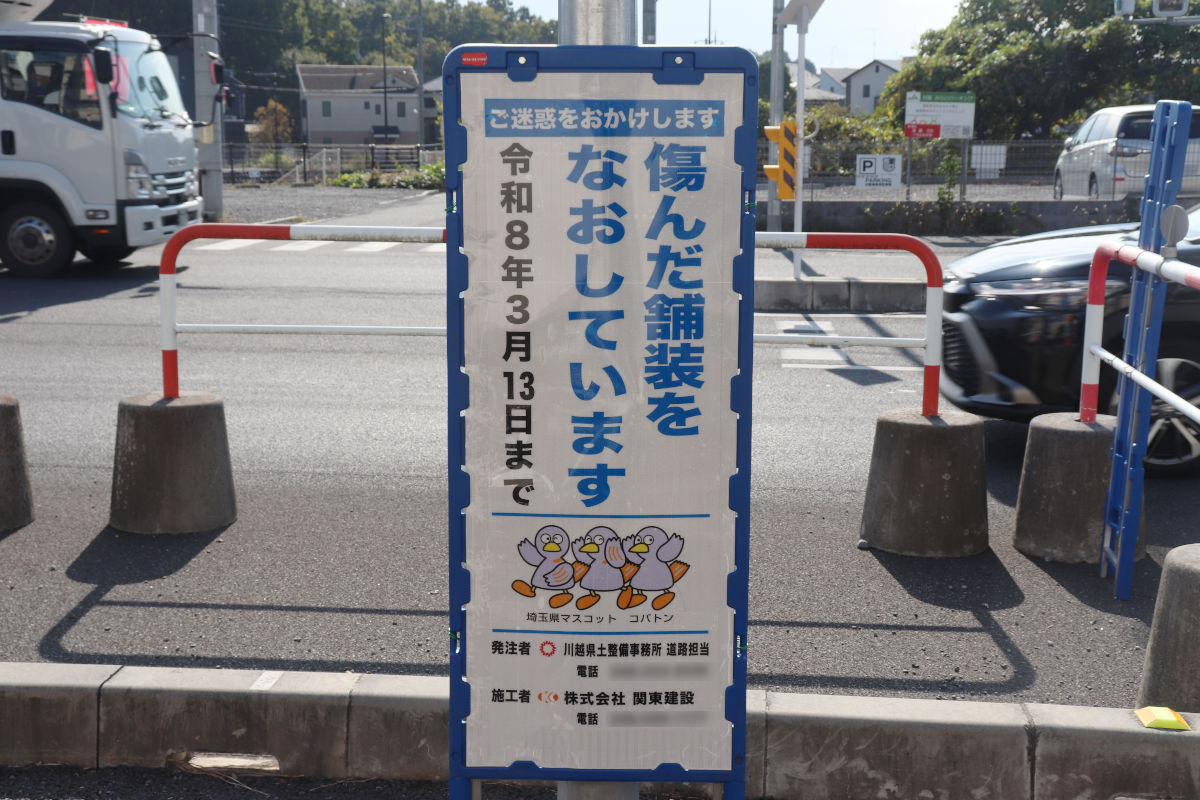 ご迷惑をおかけします
傷んだ舗装を
なおしています
令和8年3月13日まで
埼玉県マスコット コバトン
発注者 川越県土整備事務所 道路担当
電話
施工者 株式会社 関東建設
電話
P
PARKING